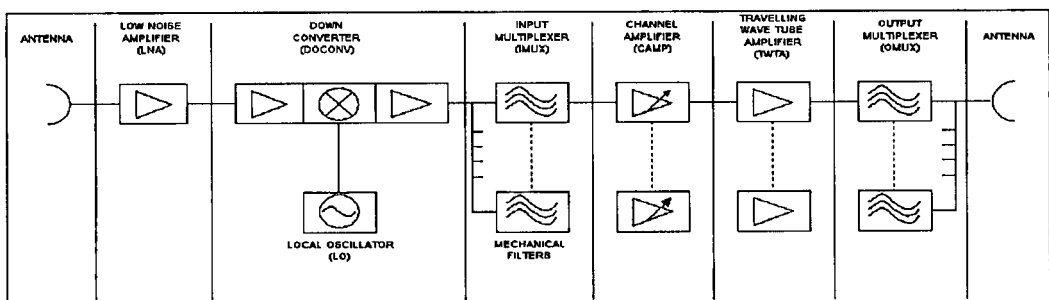 ANTENNA
LOW NOISE
AMPLIFIER
(LNA)
DOWN
CONVERTER
(DOCONV)
INPUT
MULTIPLEXER
(IMUX)
CHANNEL
AMPLIFIER
(CAMP)
TRAVELLING
WAVE TUBE
AMPLIFIER
(TWTA)
OUTPUT
MULTIPLEXER
(OMUX)
ANTENNA
LOCAL OSCILLATOR
(LO)
MECHANICAL
FILTERS